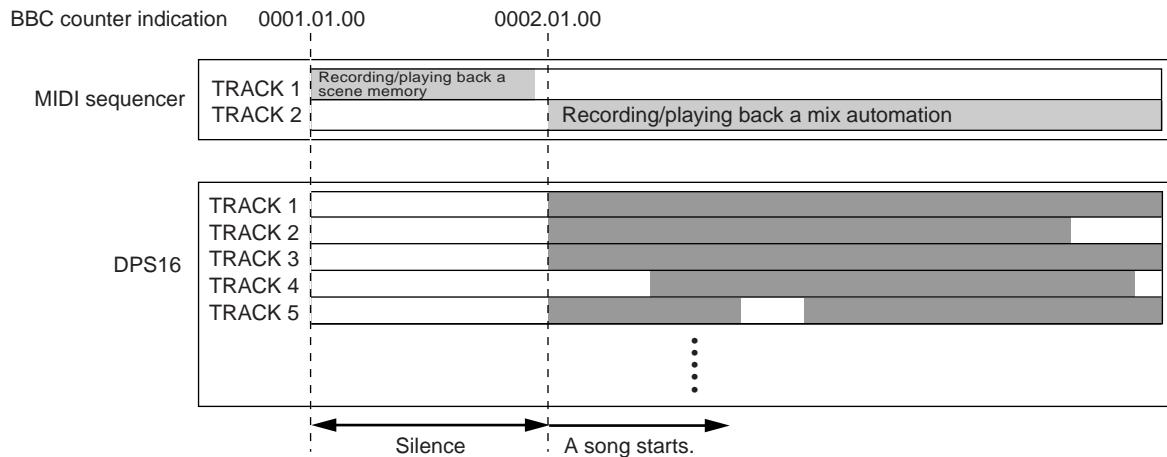 BBC counter indication 0001.01.00 0002.01.00
MIDI sequencer
TRACK 1 Recording/playing back a
scene memory
TRACK 2 Recording/playing back a mix automation
DPS16
TRACK 1
TRACK 2
TRACK 3
TRACK 4
TRACK 5
Silence A song starts.